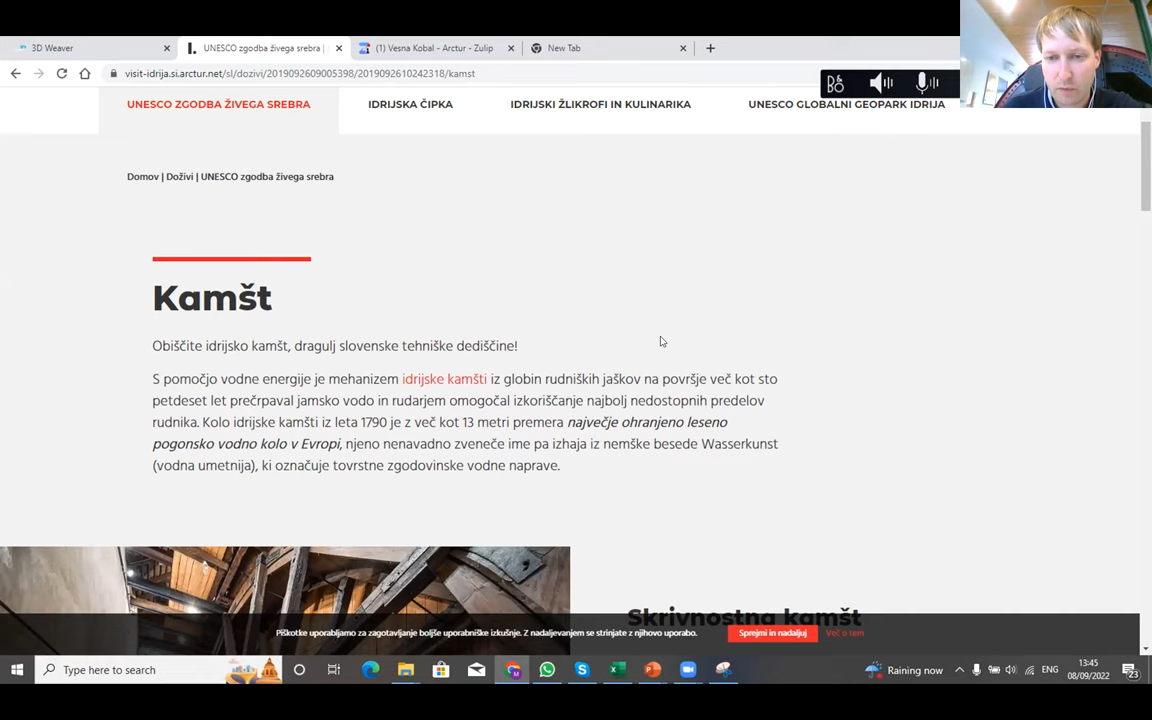 3D Weaver
UNESCO zgodba živega srebra |
(1) Vesna Kobal - Arctur - Zulip
New Tab
visit-idrija.si.arctur.net/sl/dozivi/2019092609005398/2019092610242318/kamst
UNESCO ZGODBA ŽIVEGA SREBRA
IDRIJSKA ČIPKA
IDRIJSKI ŽLIKROFI IN KULINARIKA
UNESCO GLOBALNI GEOPARK IDRIJA
Domov | Doživi | UNESCO zgodba živega srebra
Kamšt
Obiščite idrijsko kamšt, dragulj slovenske tehniške dediščine!
S pomočjo vodne energije je mehanizem idrijske kamšti iz globin rudniških jaškov na površje več kot sto
petdeset let prečrpaval jamsko vodo in rudarjem omogočal izkoriščanje najbolj nedostopnih predelov
rudnika. Kolo idrijske kamšti iz leta 1790 je z več kot 13 metri premera največje ohranjeno leseno
pogonsko vodno kolo v Evropi, njeno nenavadno zveneče ime pa izhaja iz nemške besede Wasserkunst
(vodna umetnija), ki označuje tovrstne zgodovinske vodne naprave.
Skrivnostna kamšt
Piškotke uporabljamo za zagotavljanje boljše uporabniške izkušnje. Z nadaljevanjem se strinjate z njihovo uporabo.
Sprejmi in nadaljuj
Več o tem
Type here to search
Raining now
ENG
13:45
08/09/2022
23